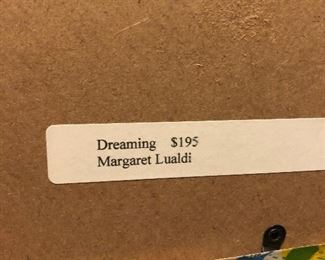 Dreaming $195
Margaret Lualdi